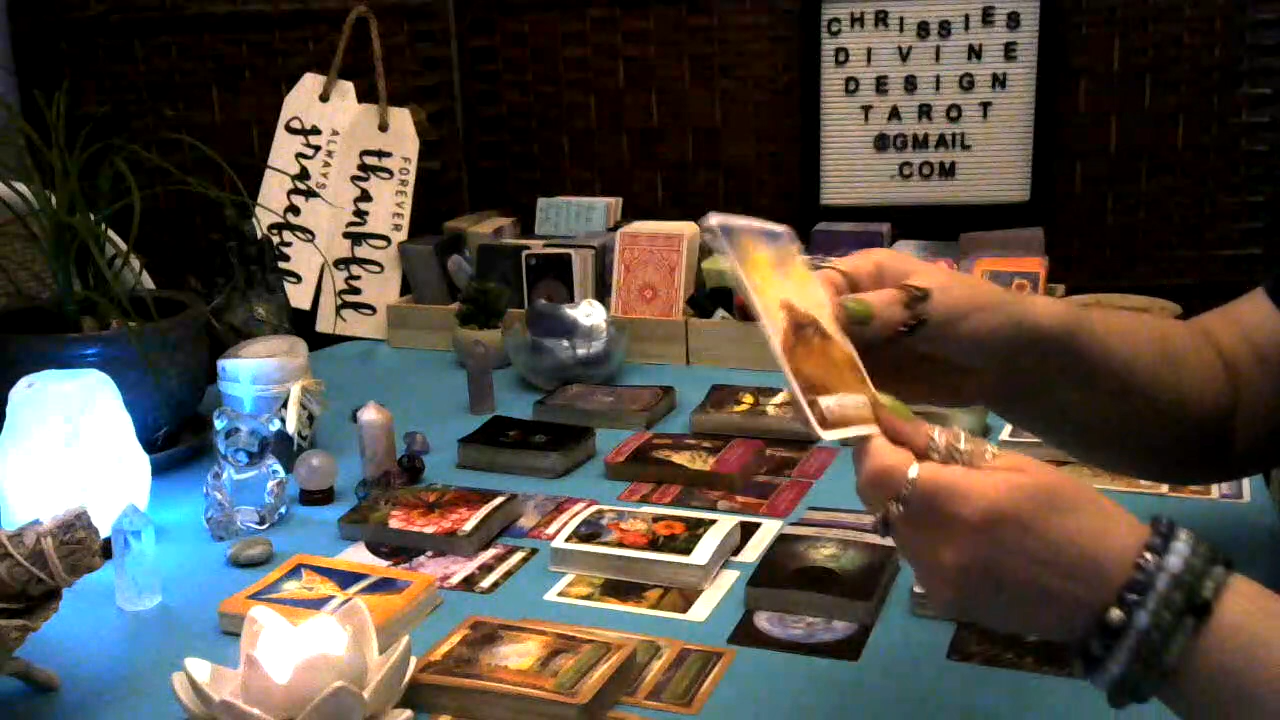 CHRISSIES
DIVINE
DESIGN
TAROT
@GMAIL
.COM
ALWAYS
grateful
FOREVER
thankful